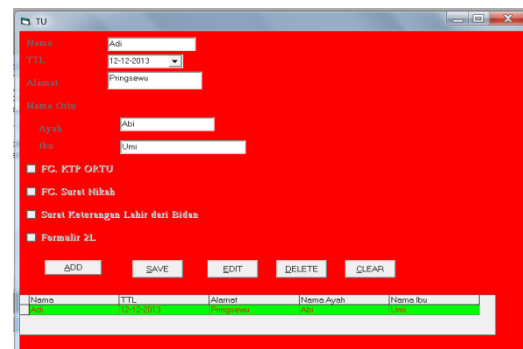 TU
Nama Adi
TTL 12-12-2013
Alamat Pringsewu
Nama Ortu
Ayah Abi
Ibu Umi
FC. KTP ORTU
FC. Surat Nikah
Surat Keterangan Lahir dari Bidan
Formulir 2L
ADD SAVE EDIT DELETE CLEAR
Nama TTL Alamat Nama Ayah Nama Ibu
Adi 12-12-2013 Pringsewu Abi Umi